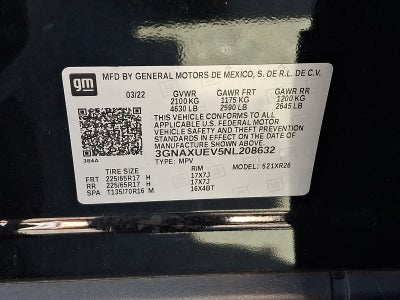 gm
MFD BY GENERAL MOTORS DE MEXICO, S. DE R.L. DE C.V.
03/22 GVWR GAWR FRT GAWR RR
2100 KG 1175 KG 1200 KG
4630 LB 2590 LB 2645 LB
THIS VEHICLE CONFORMS TO ALL
APPLICABLE U.S. FEDERAL MOTOR
VEHICLE SAFETY STANDARDS
IN EFFECT ON THE DATE OF
MANUFACTURE SHOWN ABOVE.
3GNAXUEV5NL208632
384A TYPE: MPV MODEL: 521XR26
TIRE SIZE RIM
FRT 225/65R17 H 17X7J
RR 225/65R17 H 17X7J
SPA T135/70R16 M 16X4BT